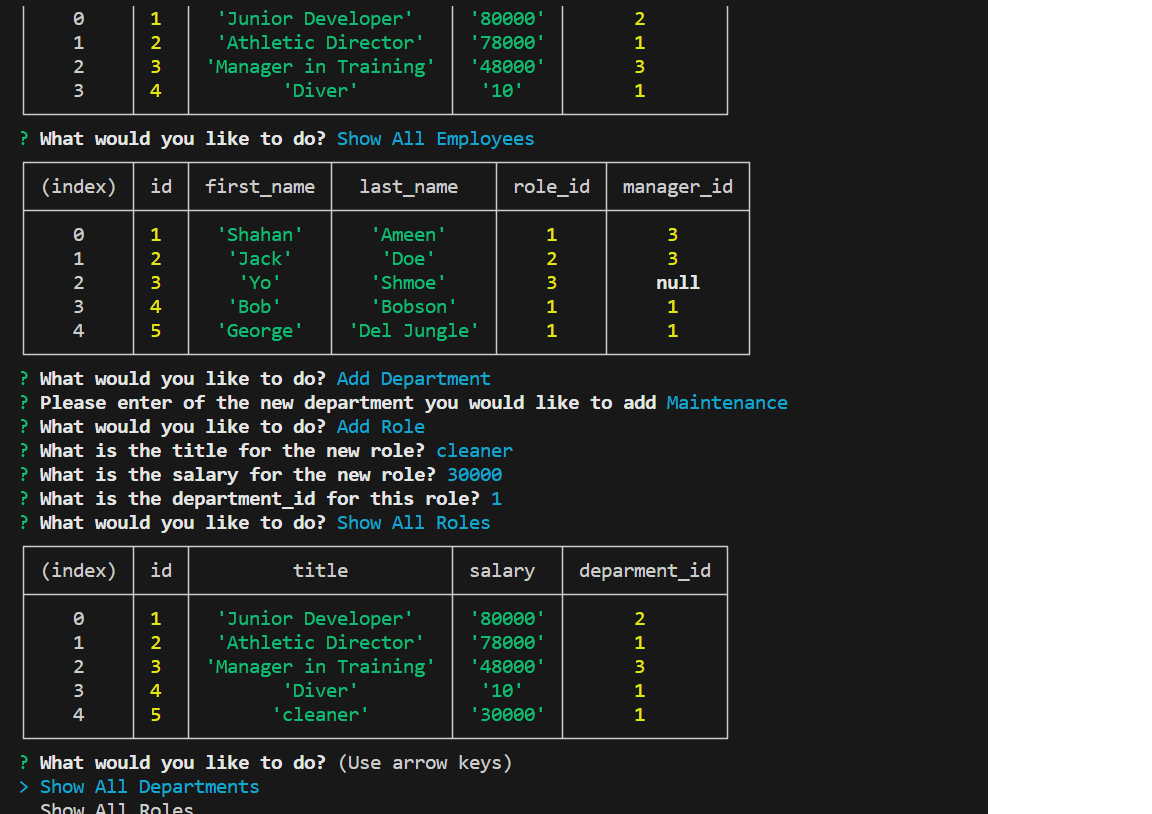 0 1 'Junior Developer' '80000' 2
1 2 'Athletic Director' '78000' 1
2 3 'Manager in Training' '48000' 3
3 4 'Diver' '10' 1
? What would you like to do? Show All Employees
(index) id first_name last_name role_id manager_id
0 1 'Shahan' 'Ameen' 1 3
1 2 'Jack' 'Doe' 2 3
2 3 'Yo' 'Shmoe' 3 null
3 4 'Bob' 'Bobson' 1 1
4 5 'George' 'Del Jungle' 1 1
? What would you like to do? Add Department
? Please enter of the new department you would like to add Maintenance
? What would you like to do? Add Role
? What is the title for the new role? cleaner
? What is the salary for the new role? 30000
? What is the department_id for this role? 1
? What would you like to do? Show All Roles
(index) id title salary deparment_id
0 1 'Junior Developer' '80000' 2
1 2 'Athletic Director' '78000' 1
2 3 'Manager in Training' '48000' 3
3 4 'Diver' '10' 1
4 5 'cleaner' '30000' 1
? What would you like to do? (Use arrow keys)
> Show All Departments
Show All Roles